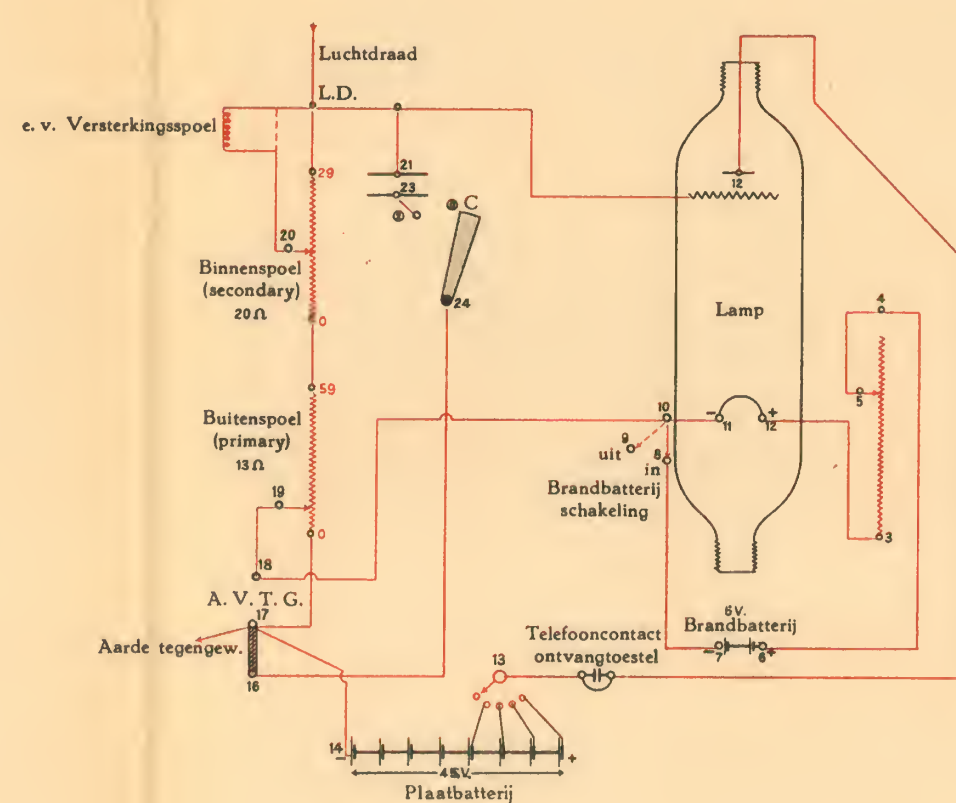 Luchtdraad
L.D.
e. v. Versterkingsspoel
29
21
23
C
12
20
24
Binnenspoel
(secondary)
20Ω
0
Lamp
4
59
5
Buitenspoel
(primary)
13Ω
10
-
11
+
12
9
uit
8
in
Brandbatterij
schakeling
19
0
3
18
A. V. T. G.
17
Aarde tegengew.
16
6V.
Brandbatterij
- 7
6 +
Telefooncontact
ontvangtoestel
13
14
-
+
45V.
Plaatbatterij